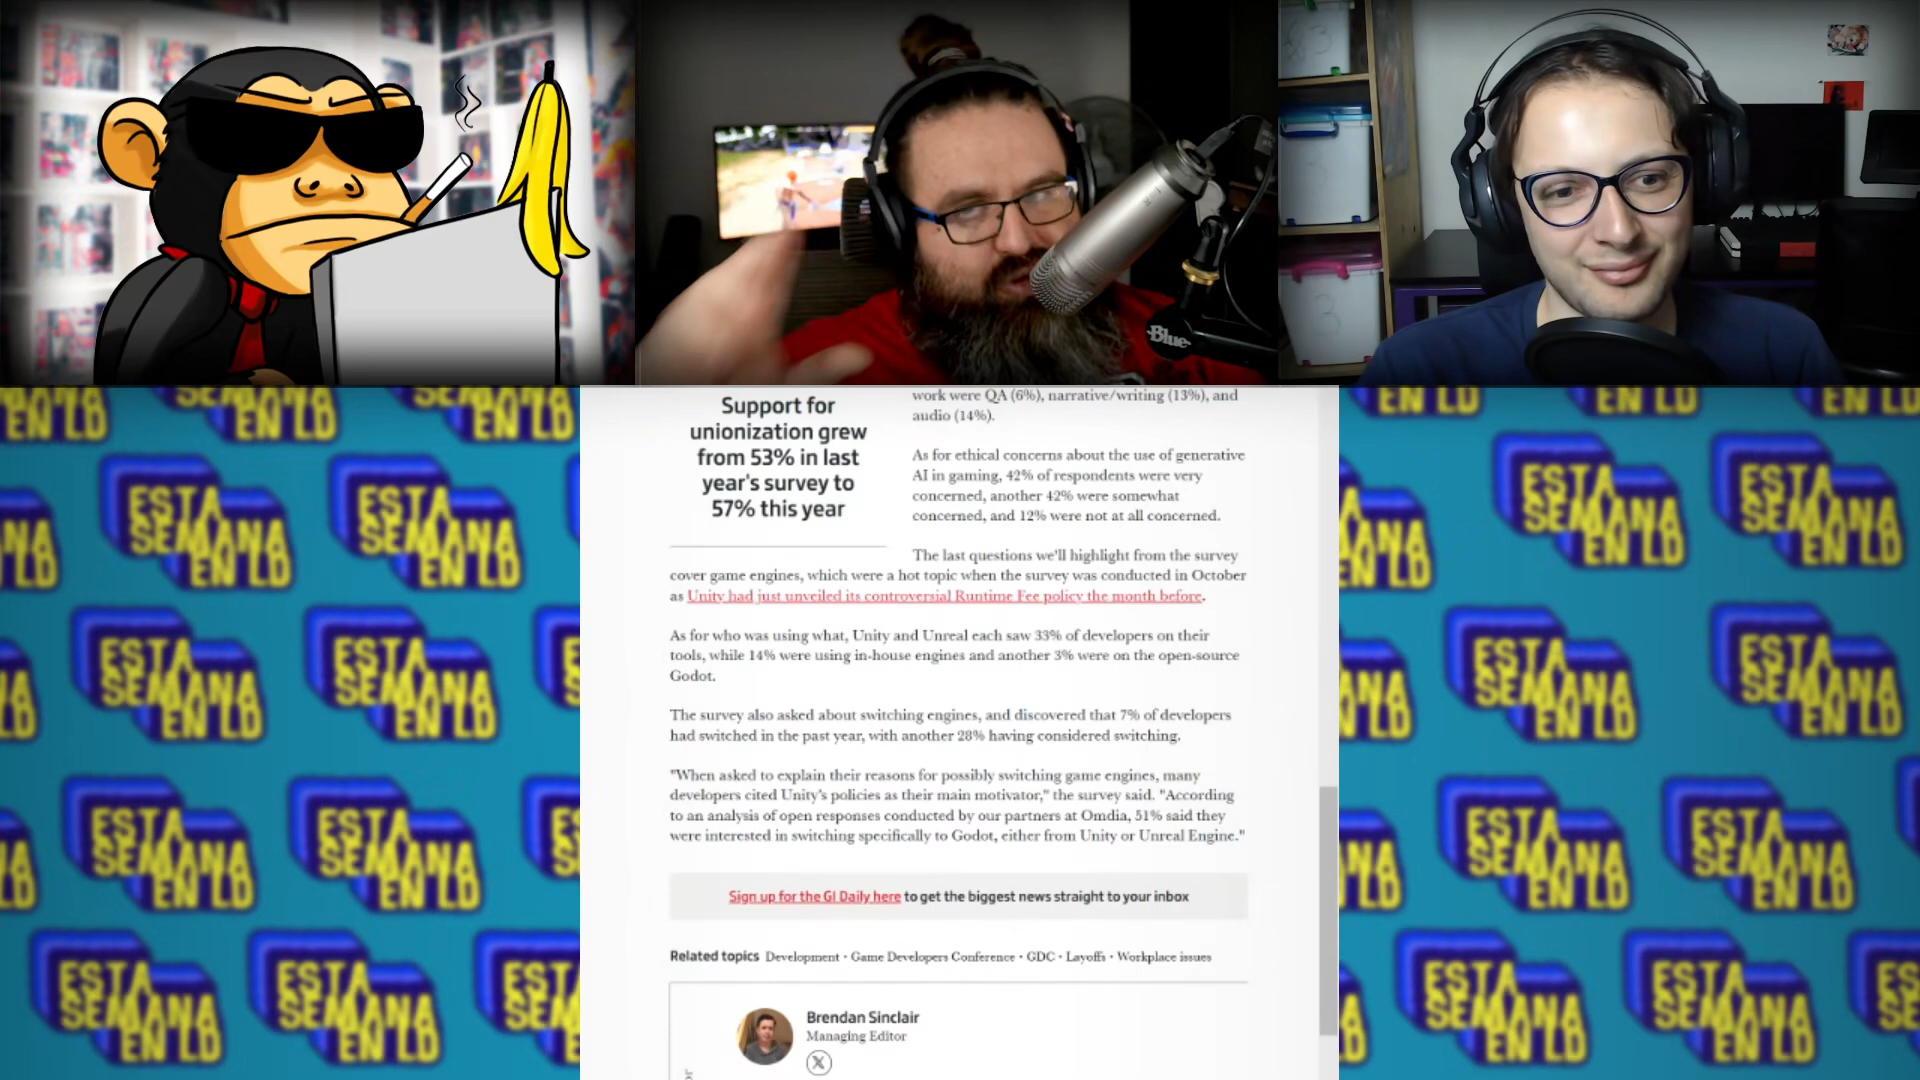 Blue
Support for
unionization grew
from 53% in last
year's survey to
57% this year
work were QA (6%), narrative/writing (13%), and
audio (14%).
As for ethical concerns about the use of generative
AI in gaming, 42% of respondents were very
concerned, another 42% were somewhat
concerned, and 12% were not at all concerned.
The last questions we'll highlight from the survey
cover game engines, which were a hot topic when the survey was conducted in October
as Unity had just unveiled its controversial Runtime Fee policy the month before.
As for who was using what, Unity and Unreal each saw 33% of developers on their
tools, while 14% were using in-house engines and another 3% were on the open-source
Godot.
The survey also asked about switching engines, and discovered that 7% of developers
had switched in the past year, with another 28% having considered switching.
"When asked to explain their reasons for possibly switching game engines, many
developers cited Unity's policies as their main motivator," the survey said. "According
to an analysis of open responses conducted by our partners at Omdia, 51% said they
were interested in switching specifically to Godot, either from Unity or Unreal Engine."
Sign up for the GI Daily here to get the biggest news straight to your inbox
Related topics Development · Game Developers Conference · GDC · Layoffs · Workplace issues
Brendan Sinclair
Managing Editor
ESTA
SEMANA
EN LD